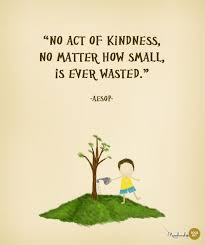 “NO ACT OF KINDNESS,
NO MATTER HOW SMALL,
IS EVER WASTED.”
-AESOP-